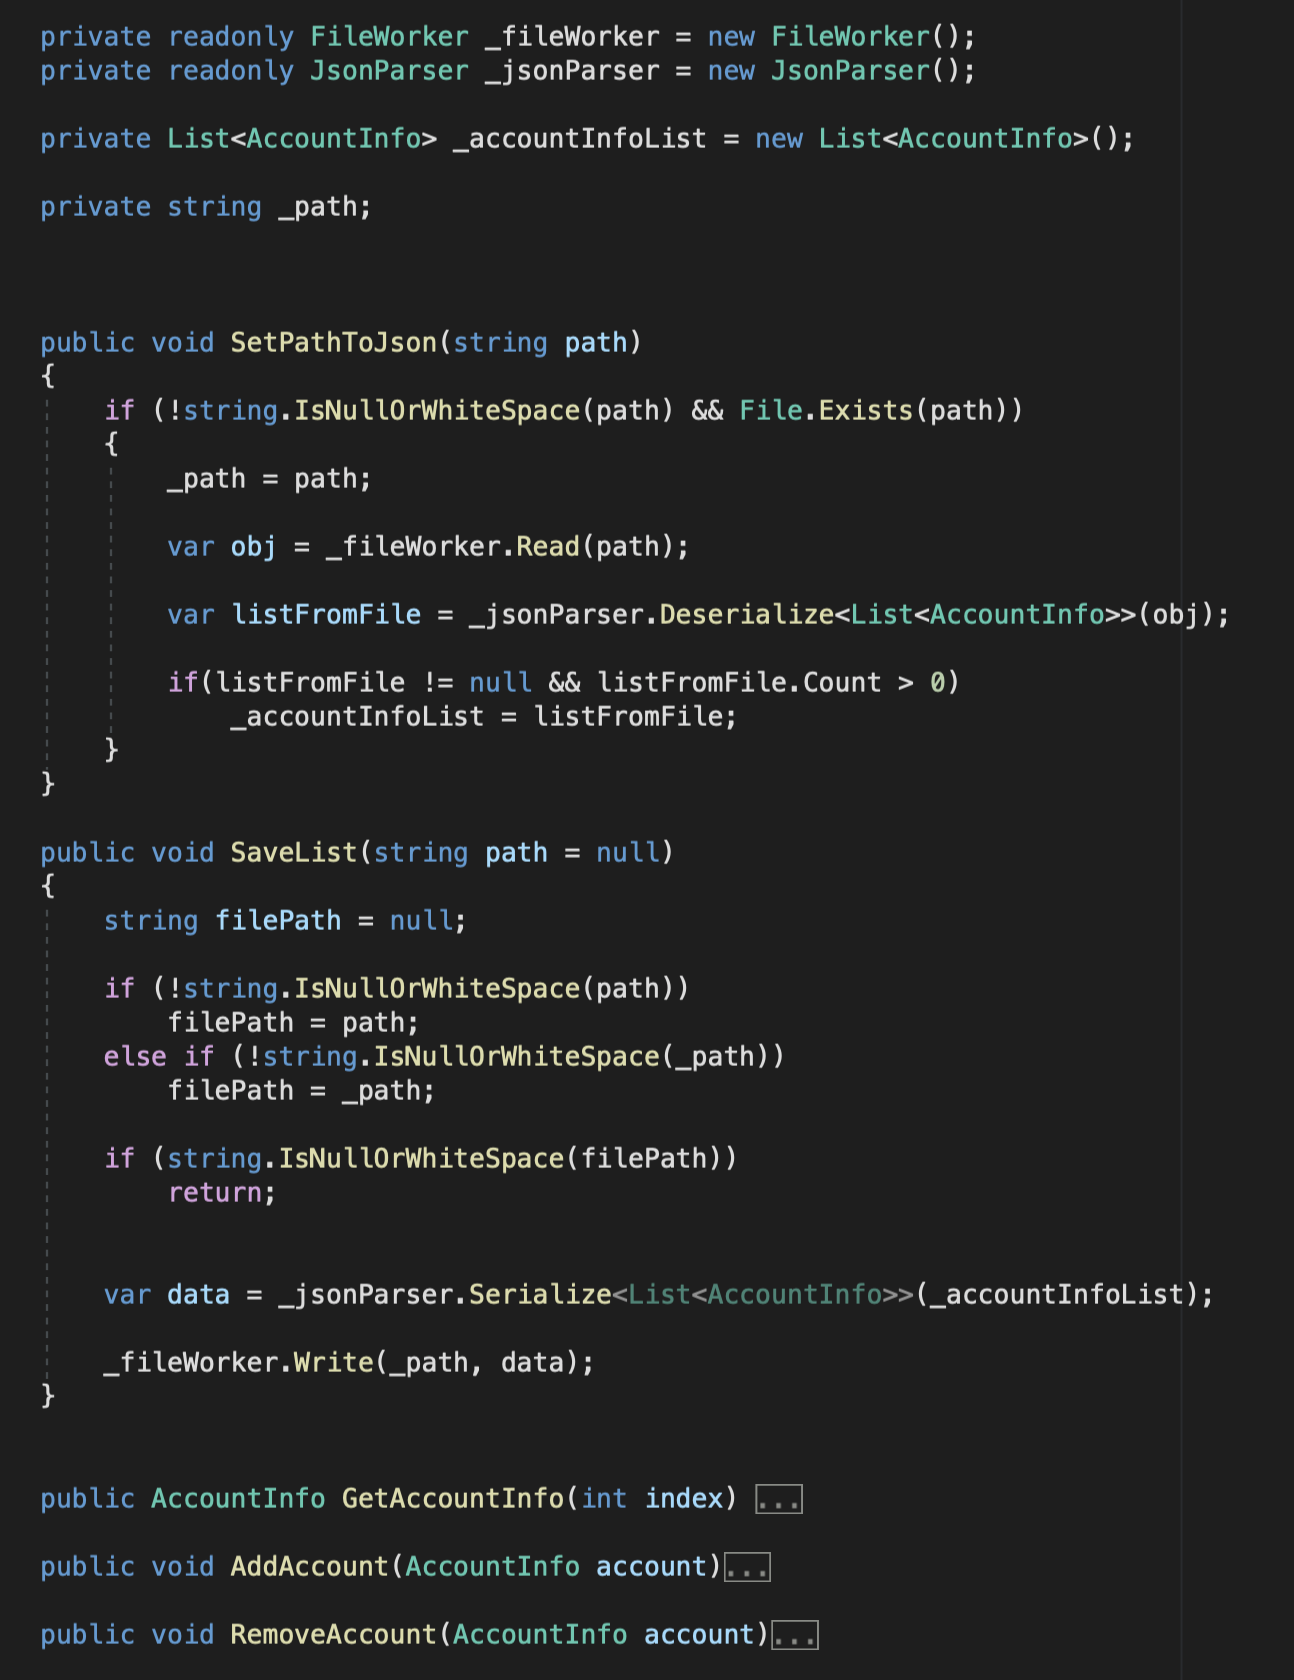 private readonly FileWorker _fileWorker = new FileWorker();
private readonly JsonParser _jsonParser = new JsonParser();
private List<AccountInfo> _accountInfoList = new List<AccountInfo>();
private string _path;
public void SetPathToJson(string path)
{
if (!string.IsNullOrWhiteSpace(path) && File.Exists(path))
{
_path = path;
var obj = _fileWorker.Read(path);
var listFromFile = _jsonParser.Deserialize<List<AccountInfo>>(obj);
if(listFromFile != null && listFromFile.Count > 0)
_accountInfoList = listFromFile;
}
}
public void SaveList(string path = null)
{
string filePath = null;
if (!string.IsNullOrWhiteSpace(path))
filePath = path;
else if (!string.IsNullOrWhiteSpace(_path))
filePath = _path;
if (string.IsNullOrWhiteSpace(filePath))
return;
var data = _jsonParser.Serialize<List<AccountInfo>>(_accountInfoList);
_fileWorker.Write(_path, data);
}
public AccountInfo GetAccountInfo(int index) ...
public void AddAccount(AccountInfo account)...
public void RemoveAccount(AccountInfo account)...